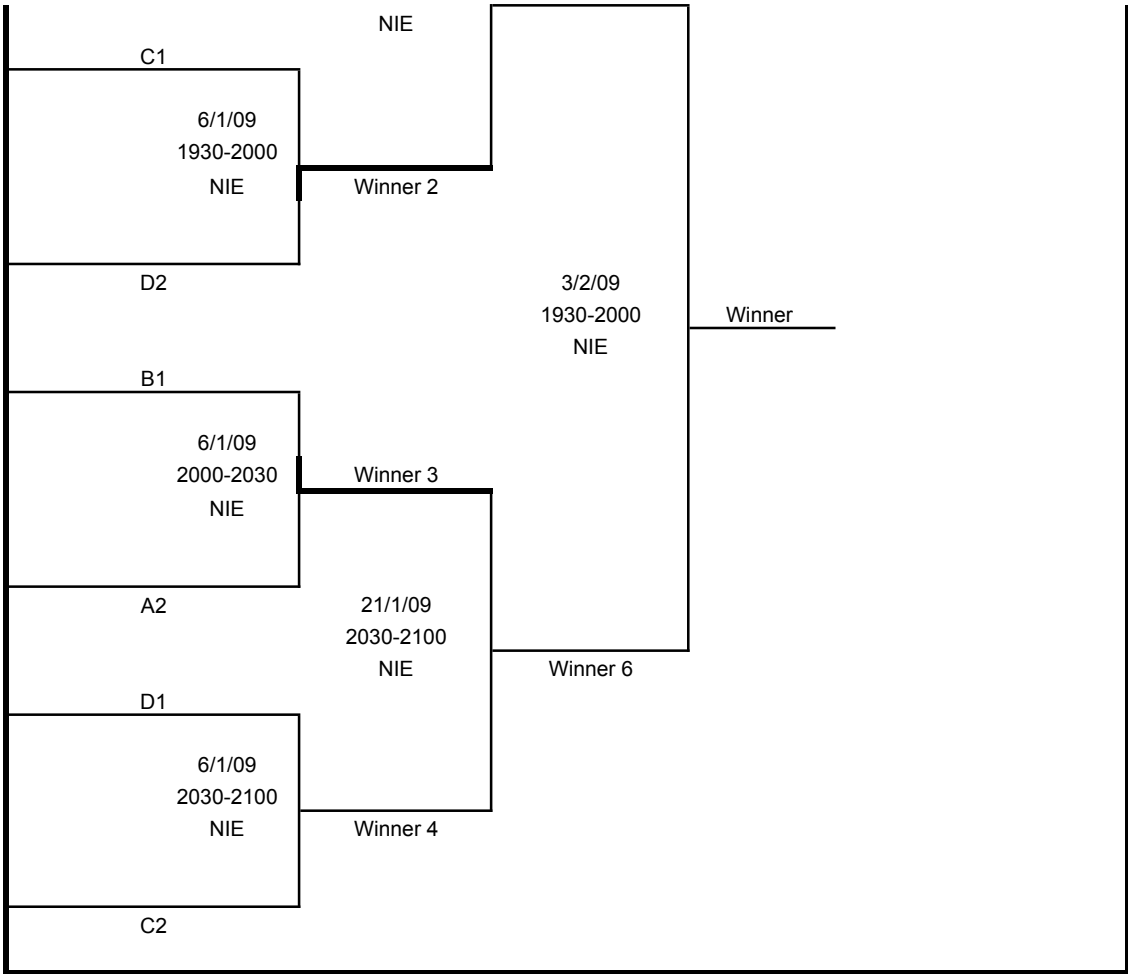 NIE
C1
6/1/09
1930-2000
NIE
Winner 2
D2
3/2/09
1930-2000
NIE
Winner
B1
6/1/09
2000-2030
NIE
Winner 3
A2
21/1/09
2030-2100
NIE
Winner 6
D1
6/1/09
2030-2100
NIE
Winner 4
C2